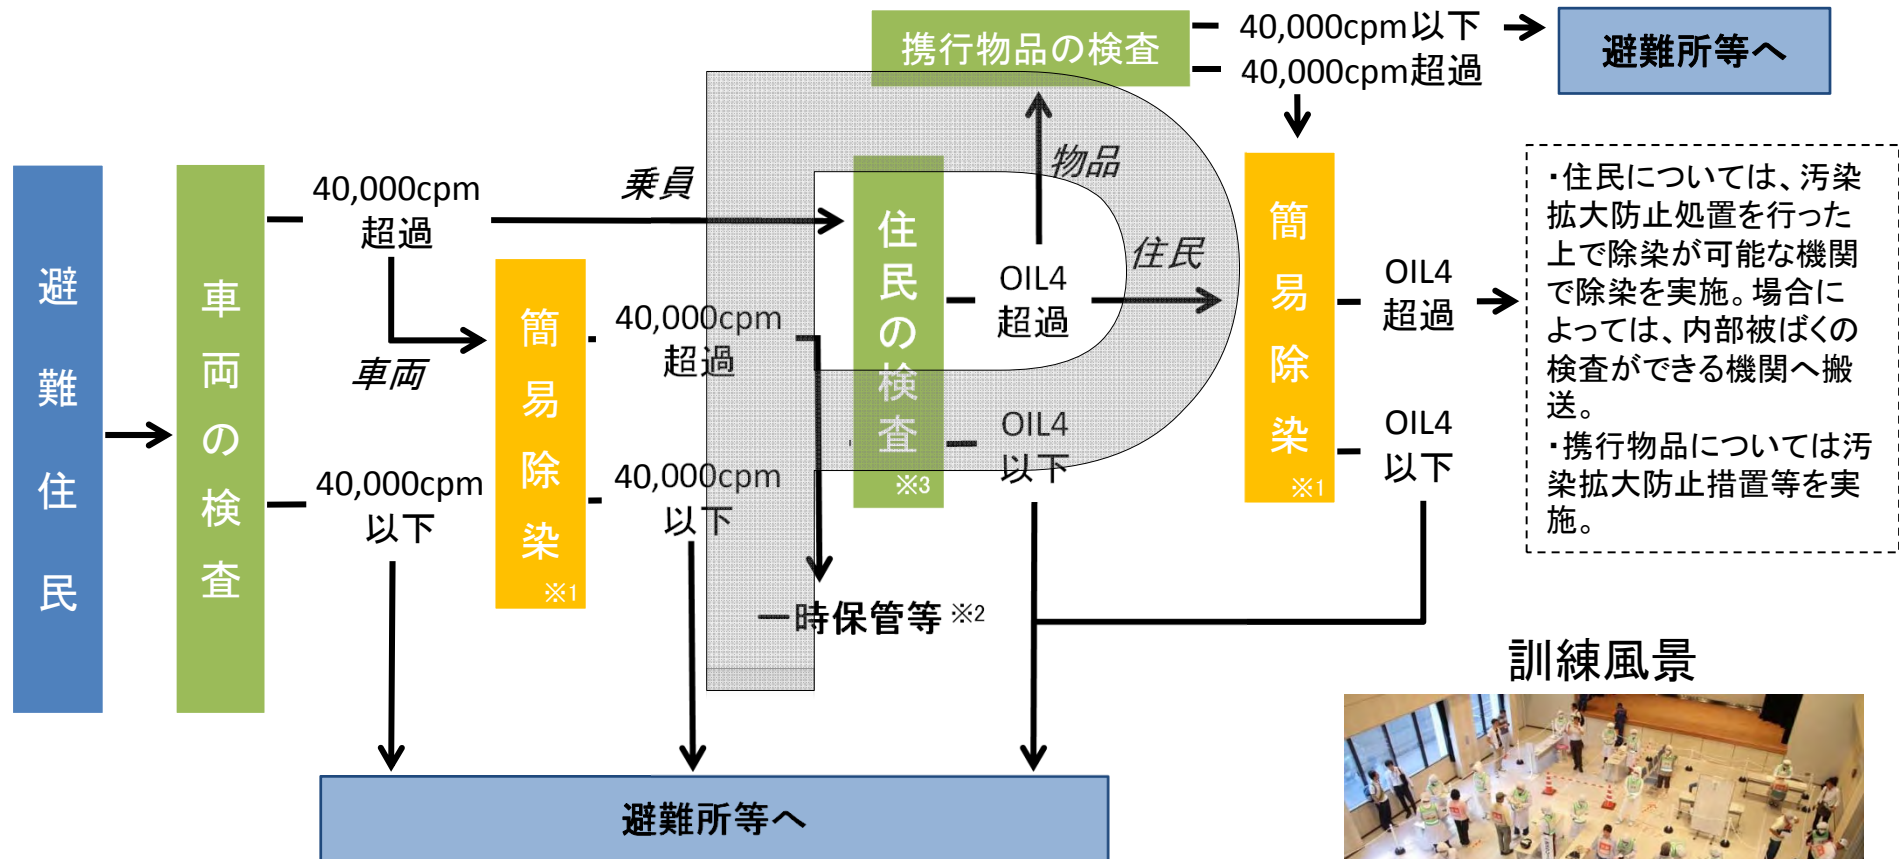 携行物品の検査
40,000cpm以下
40,000cpm超過
避難所等へ
避難住民
車両の検査
40,000cpm
超過
乗員
車両
40,000cpm
以下
簡易除染
※1
40,000cpm
超過
40,000cpm
以下
一時保管等 ※2
住民の検査
※3
物品
OIL4
超過
住民
OIL4
以下
簡易除染
※1
OIL4
超過
OIL4
以下
・住民については、汚染
拡大防止処置を行った
上で除染が可能な機関
で除染を実施。場合に
よっては、内部被ばくの
検査ができる機関へ搬
送。
・携行物品については汚
染拡大防止措置等を実
施。
訓練風景
避難所等へ